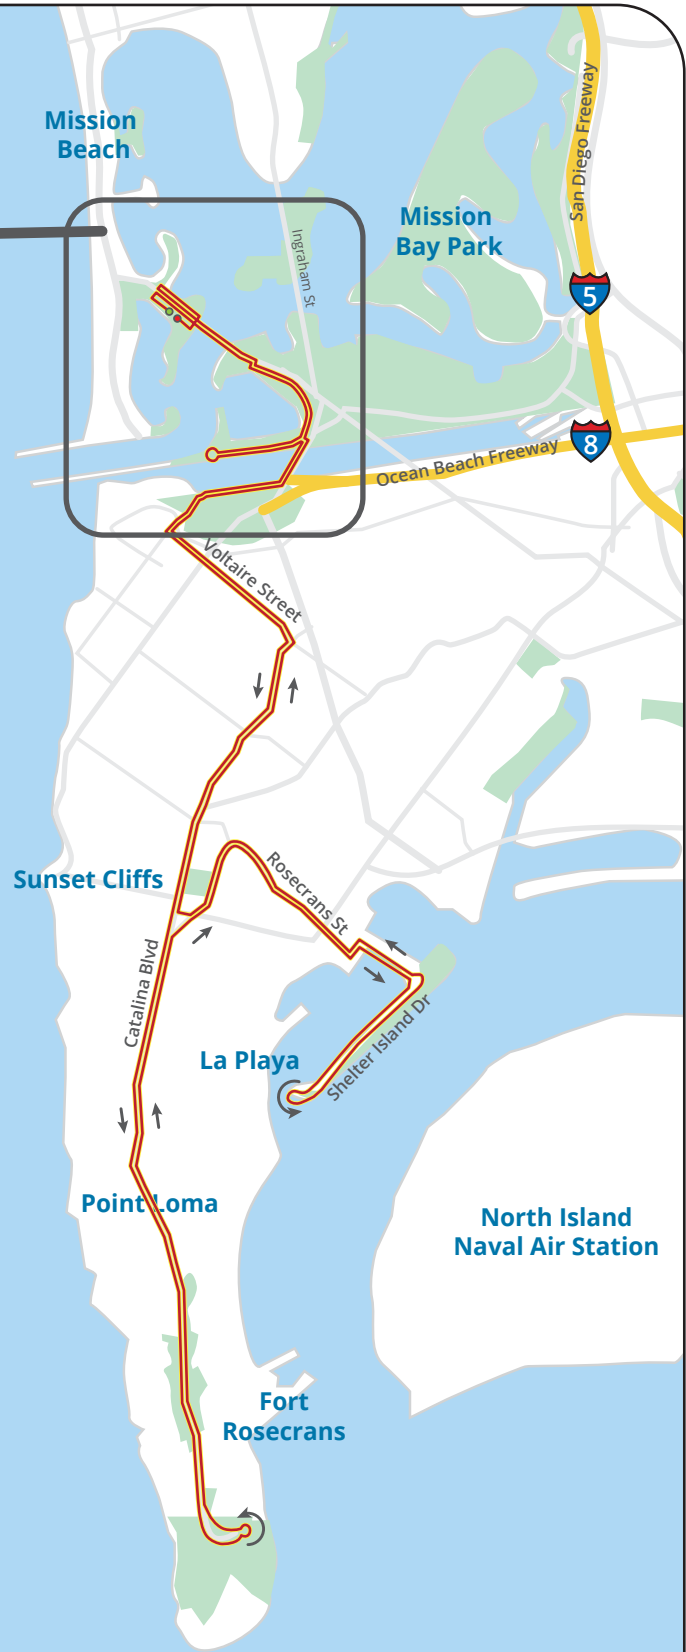 San Diego Freeway
Mission
Beach
Mission
Bay Park
Ingraham St
5
8
Ocean Beach Freeway
Voltaire Street
Sunset Cliffs
Rosecrans St
Catalina Blvd
La Playa
Shelter Island Dr
Point Loma
North Island
Naval Air Station
Fort
Rosecrans